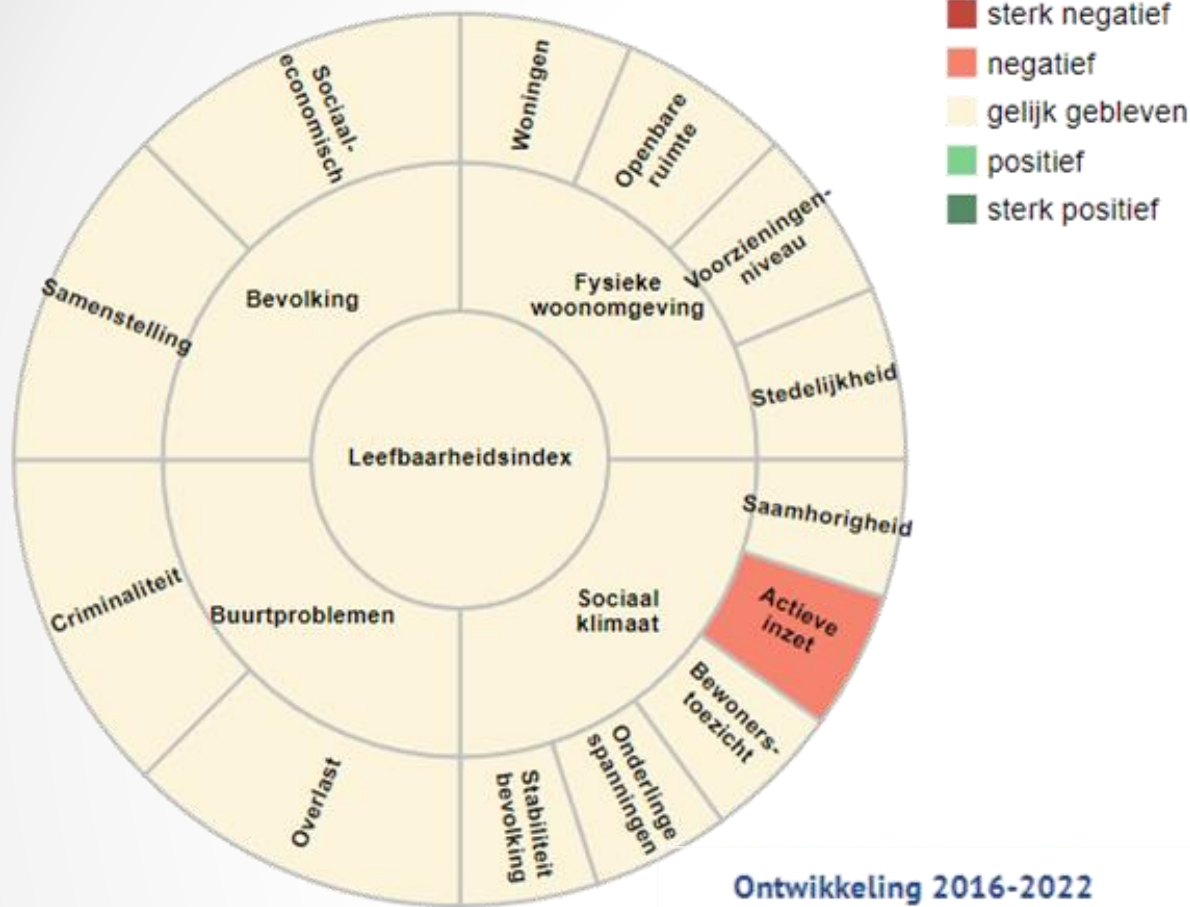 sterk negatief
negatief
gelijk gebleven
positief
sterk positief
Sociaal-
economisch
Woningen
Openbare
ruimte
Voorzieningen-
niveau
Stedelijkheid
Samenstelling
Bevolking
Fysieke
woonomgeving
Leefbaarheidsindex
Saamhorigheid
Actieve
inzet
Bewoners-
toezicht
Onderlinge
spanningen
Stabiliteit
bevolking
Sociaal
klimaat
Buurtproblemen
Criminaliteit
Overlast
Ontwikkeling 2016-2022